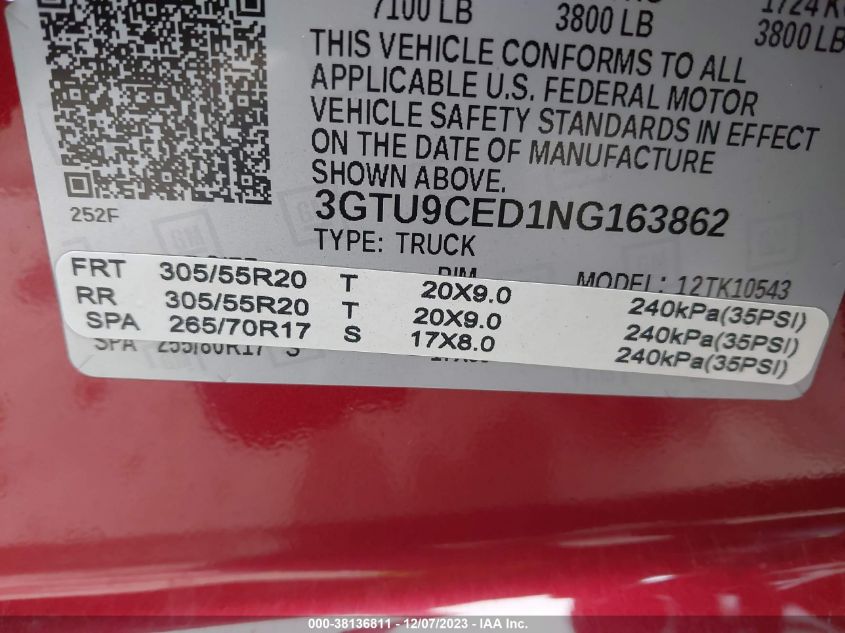 7100 LB
3800 LB
3800 LB
THIS VEHICLE CONFORMS TO ALL
APPLICABLE U.S. FEDERAL MOTOR
VEHICLE SAFETY STANDARDS IN EFFECT
ON THE DATE OF MANUFACTURE
SHOWN ABOVE.
252F
3GTU9CED1NG163862
TYPE: TRUCK
MODEL: 12TK10543
FRT 305/55R20 T 20X9.0 240kPa(35PSI)
RR 305/55R20 T 20X9.0 240kPa(35PSI)
SPA 265/70R17 S 17X8.0 240kPa(35PSI)
SPA 255/80R17 S
000-38136811 - 12/07/2023 - IAA Inc.